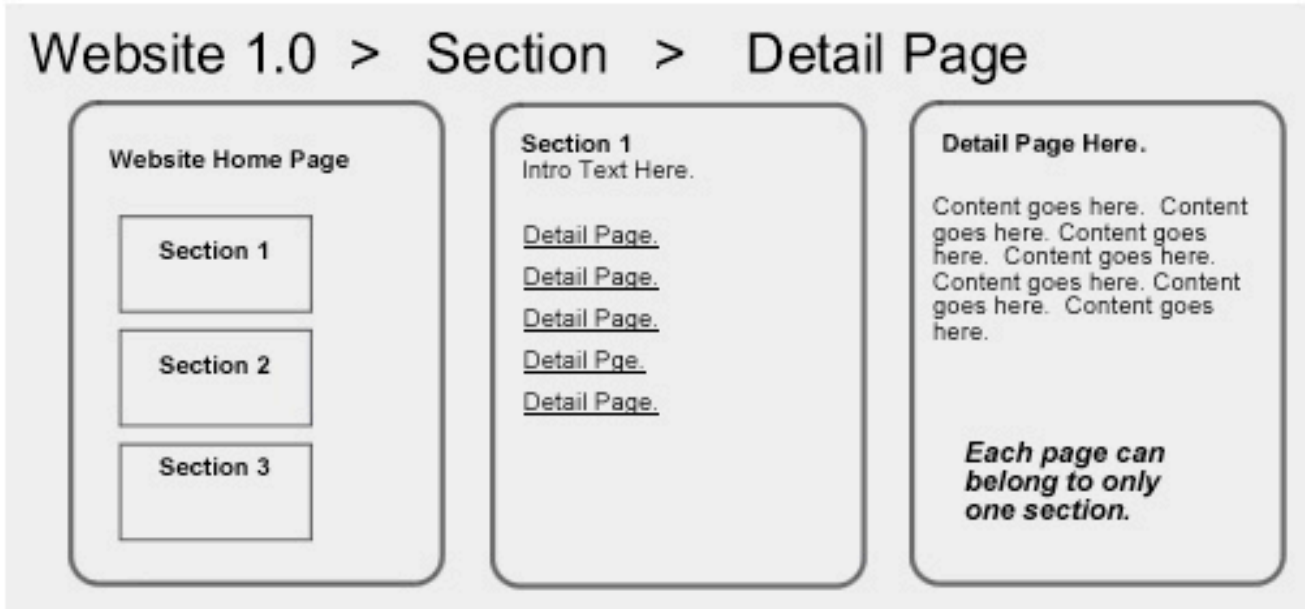 Website 1.0 > Section > Detail Page
Website Home Page
Section 1
Section 2
Section 3
Section 1
Intro Text Here.
Detail Page.
Detail Page.
Detail Page.
Detail Pge.
Detail Page.
Detail Page Here.
Content goes here. Content
goes here. Content goes
here. Content goes here.
Content goes here. Content
goes here. Content goes
here.
Each page can
belong to only
one section.